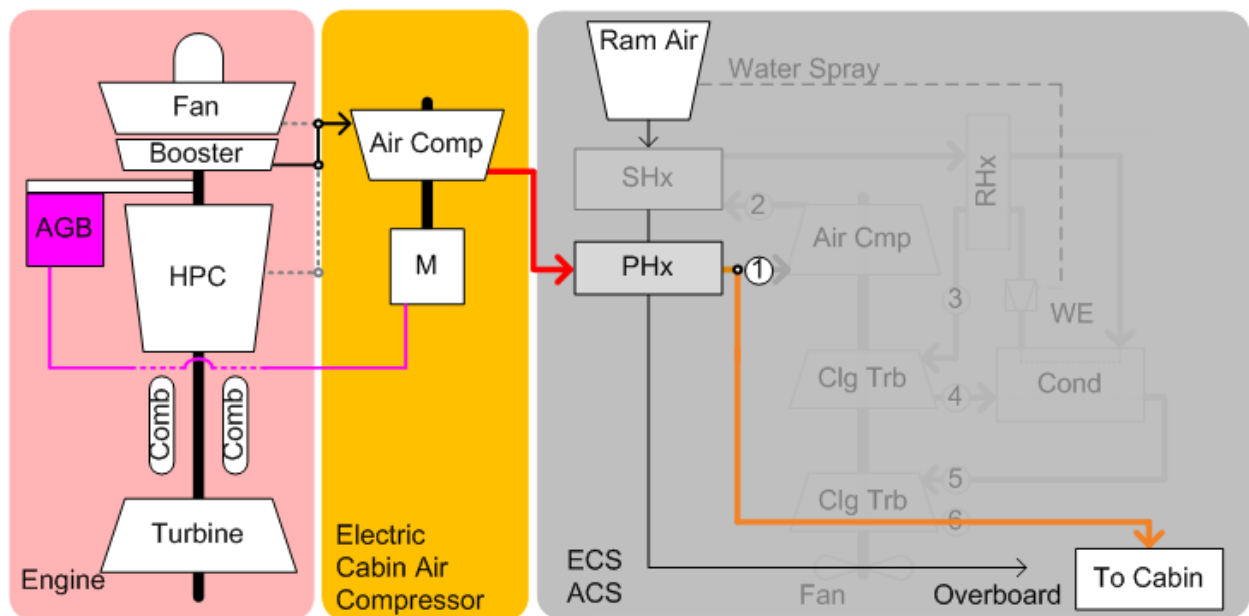 Fan
Booster
AGB
HPC
Comb
Comb
Turbine
Engine
Air Comp
M
Electric
Cabin Air
Compressor
Ram Air
Water Spray
SHx
RHx
2
Air Cmp
PHx
1
3
WE
Clg Trb
4
Cond
5
Clg Trb
6
ECS
ACS
Fan
Overboard
To Cabin